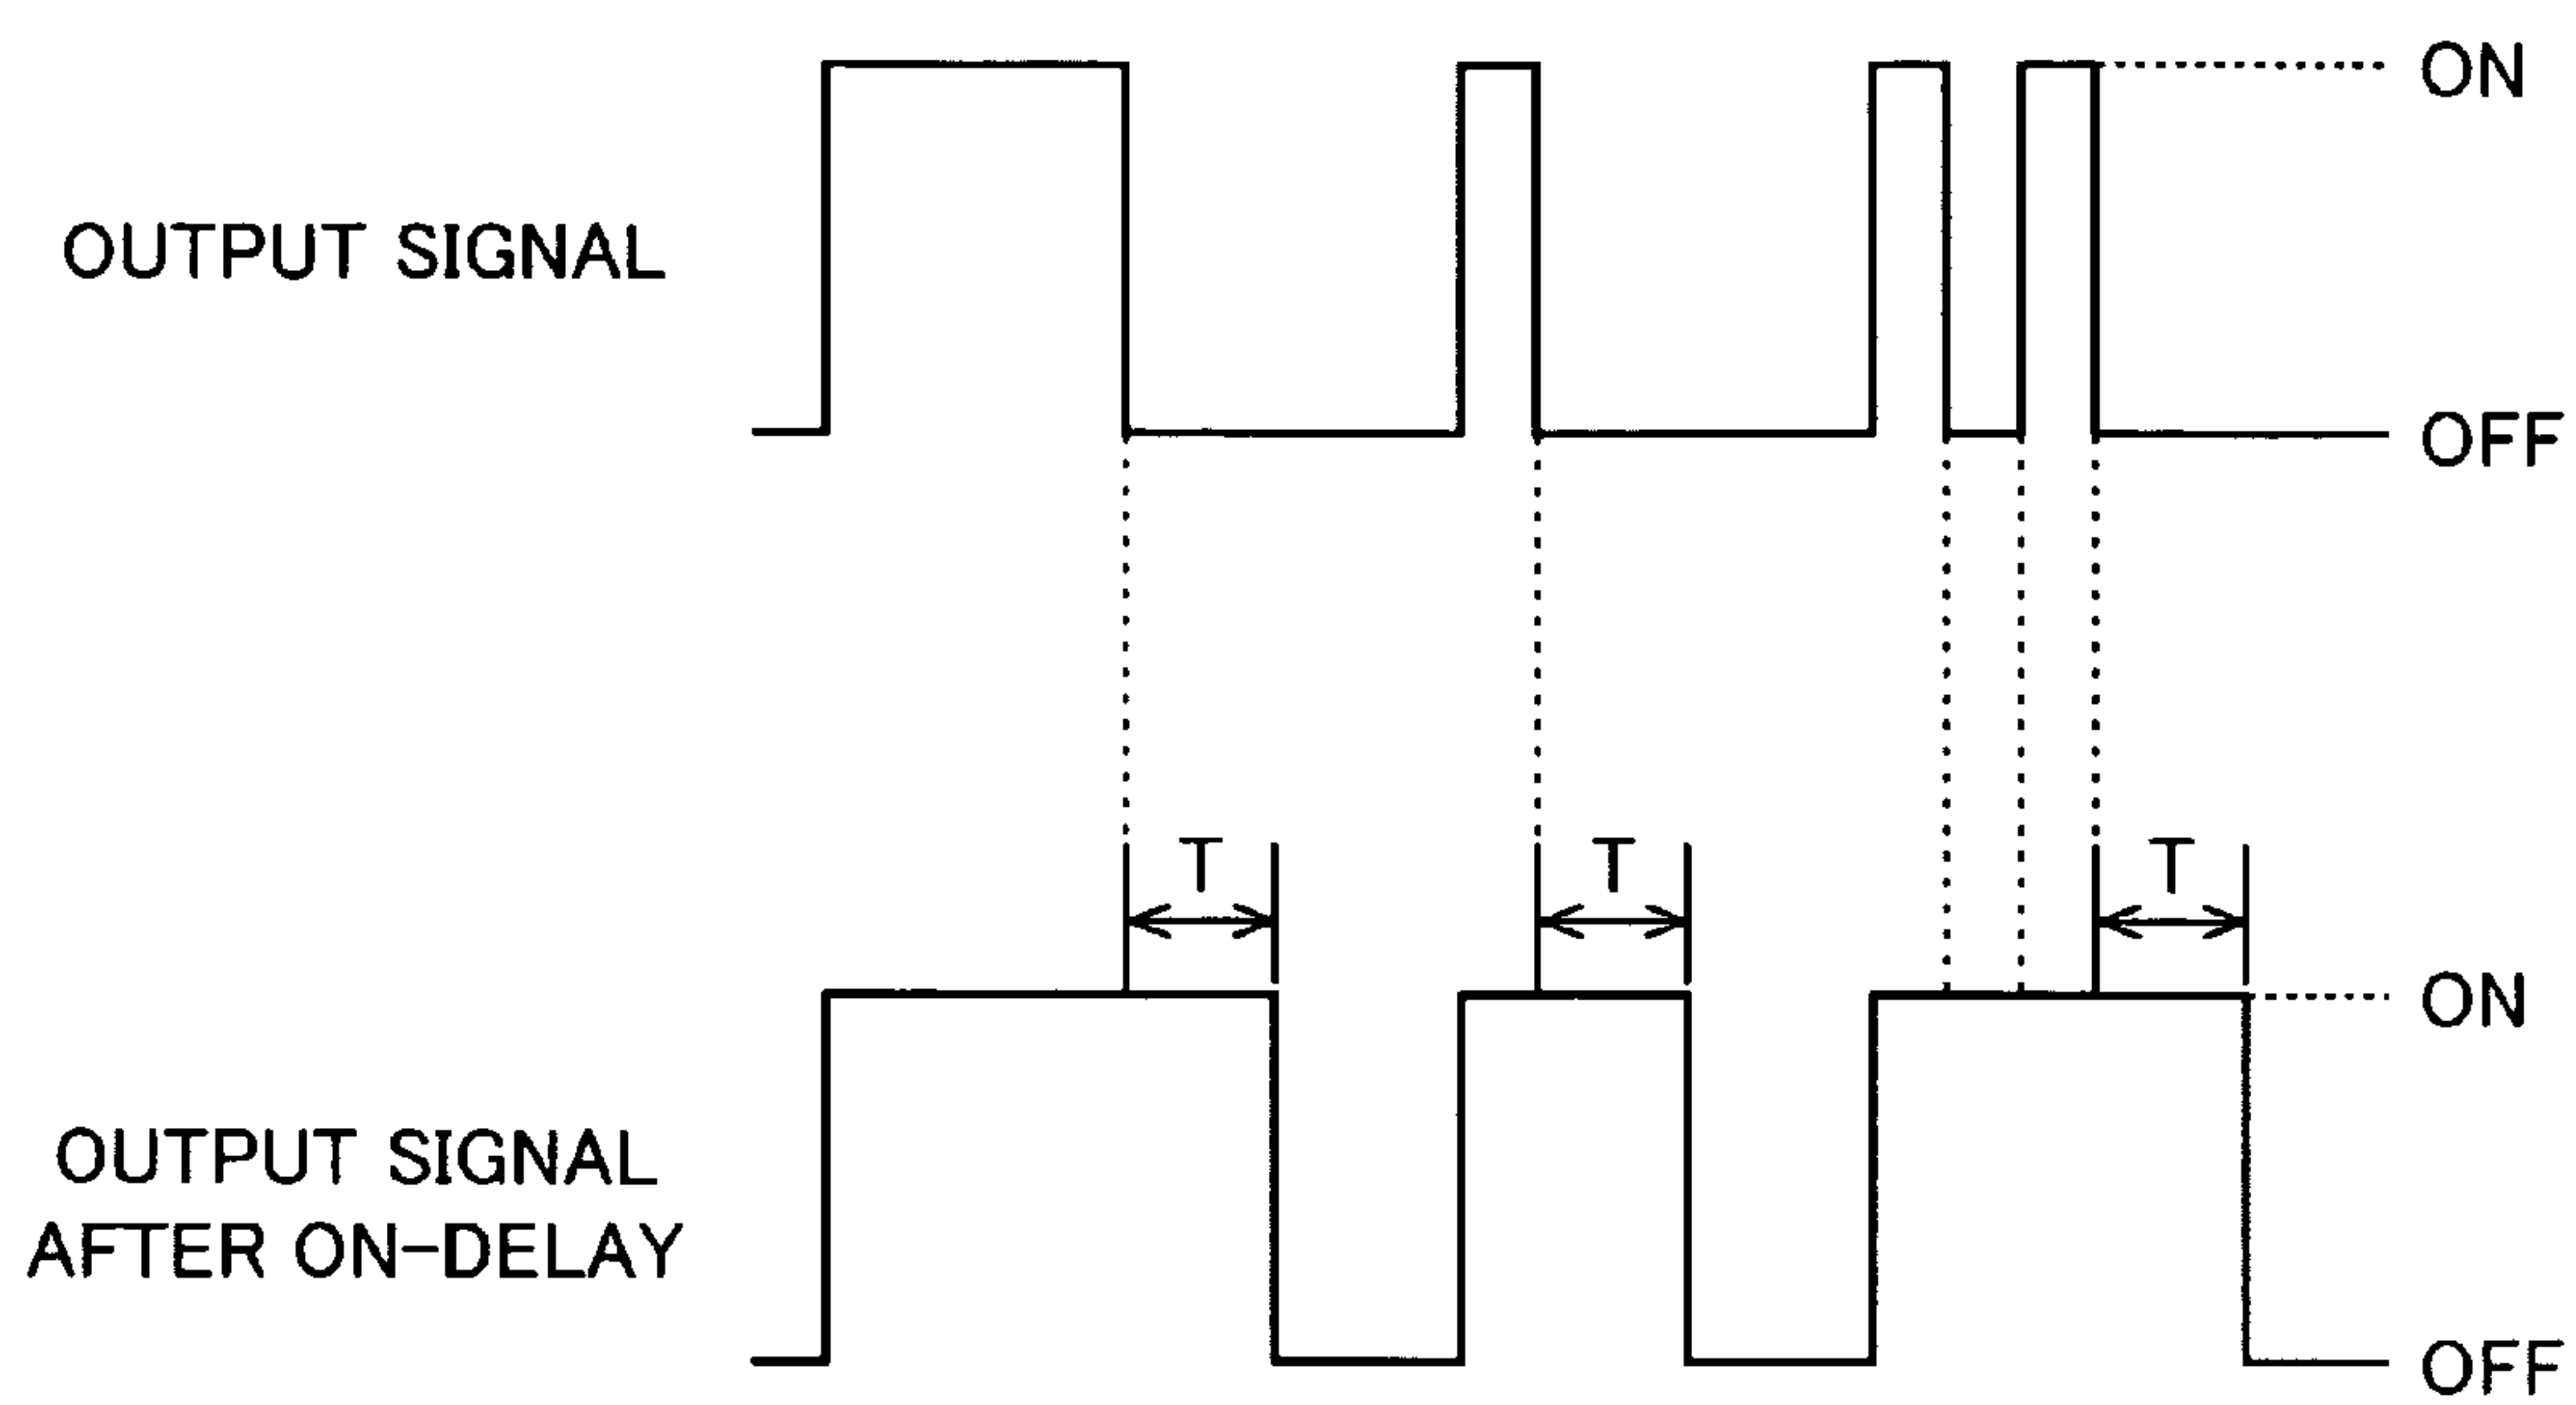 ON
OUTPUT SIGNAL
OFF
T T T
ON
OUTPUT SIGNAL
AFTER ON-DELAY
OFF